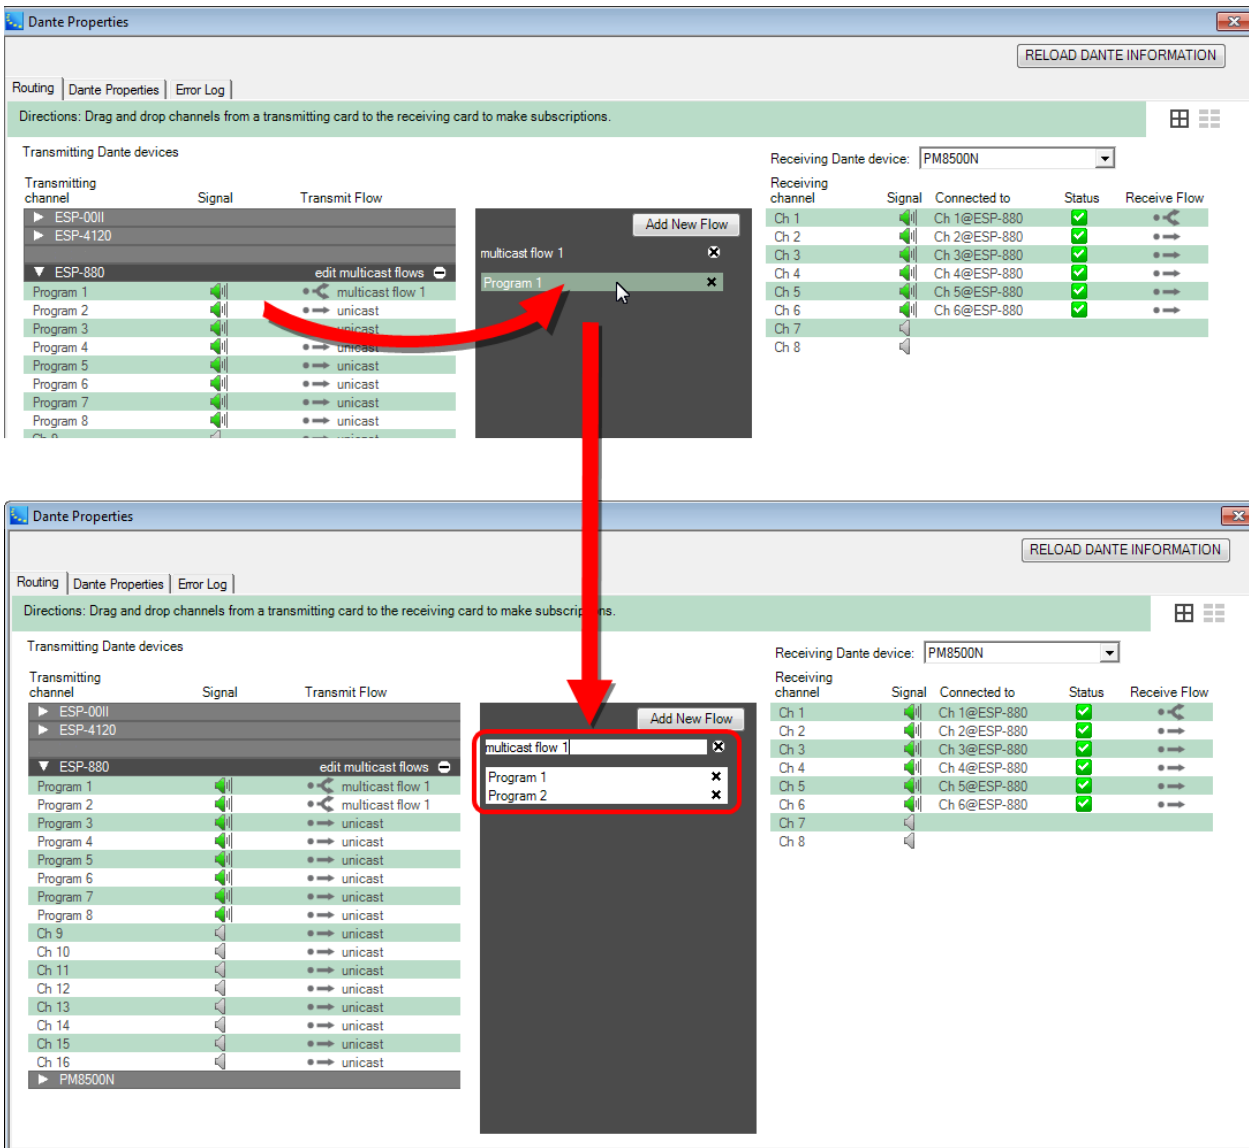 Dante Properties
RELOAD DANTE INFORMATION
Routing Dante Properties Error Log
Directions: Drag and drop channels from a transmitting card to the receiving card to make subscriptions.
Transmitting Dante devices
Receiving Dante device: PM8500N
Transmitting channel Signal Transmit Flow
Receiving channel Signal Connected to Status Receive Flow
ESP-00II
ESP-4120
ESP-880 edit multicast flows
Program 1 multicast flow 1
Program 2 unicast
Program 3 unicast
Program 4 unicast
Program 5 unicast
Program 6 unicast
Program 7 unicast
Program 8 unicast
Ch 9 unicast
Add New Flow
multicast flow 1
Program 1
Ch 1 Ch 1@ESP-880
Ch 2 Ch 2@ESP-880
Ch 3 Ch 3@ESP-880
Ch 4 Ch 4@ESP-880
Ch 5 Ch 5@ESP-880
Ch 6 Ch 6@ESP-880
Ch 7
Ch 8
Dante Properties
RELOAD DANTE INFORMATION
Routing Dante Properties Error Log
Directions: Drag and drop channels from a transmitting card to the receiving card to make subscriptions.
Transmitting Dante devices
Receiving Dante device: PM8500N
Transmitting channel Signal Transmit Flow
Receiving channel Signal Connected to Status Receive Flow
ESP-00II
ESP-4120
ESP-880 edit multicast flows
Program 1 multicast flow 1
Program 2 multicast flow 1
Program 3 unicast
Program 4 unicast
Program 5 unicast
Program 6 unicast
Program 7 unicast
Program 8 unicast
Ch 9 unicast
Ch 10 unicast
Ch 11 unicast
Ch 12 unicast
Ch 13 unicast
Ch 14 unicast
Ch 15 unicast
Ch 16 unicast
PM8500N
Add New Flow
multicast flow 1
Program 1
Program 2
Ch 1 Ch 1@ESP-880
Ch 2 Ch 2@ESP-880
Ch 3 Ch 3@ESP-880
Ch 4 Ch 4@ESP-880
Ch 5 Ch 5@ESP-880
Ch 6 Ch 6@ESP-880
Ch 7
Ch 8